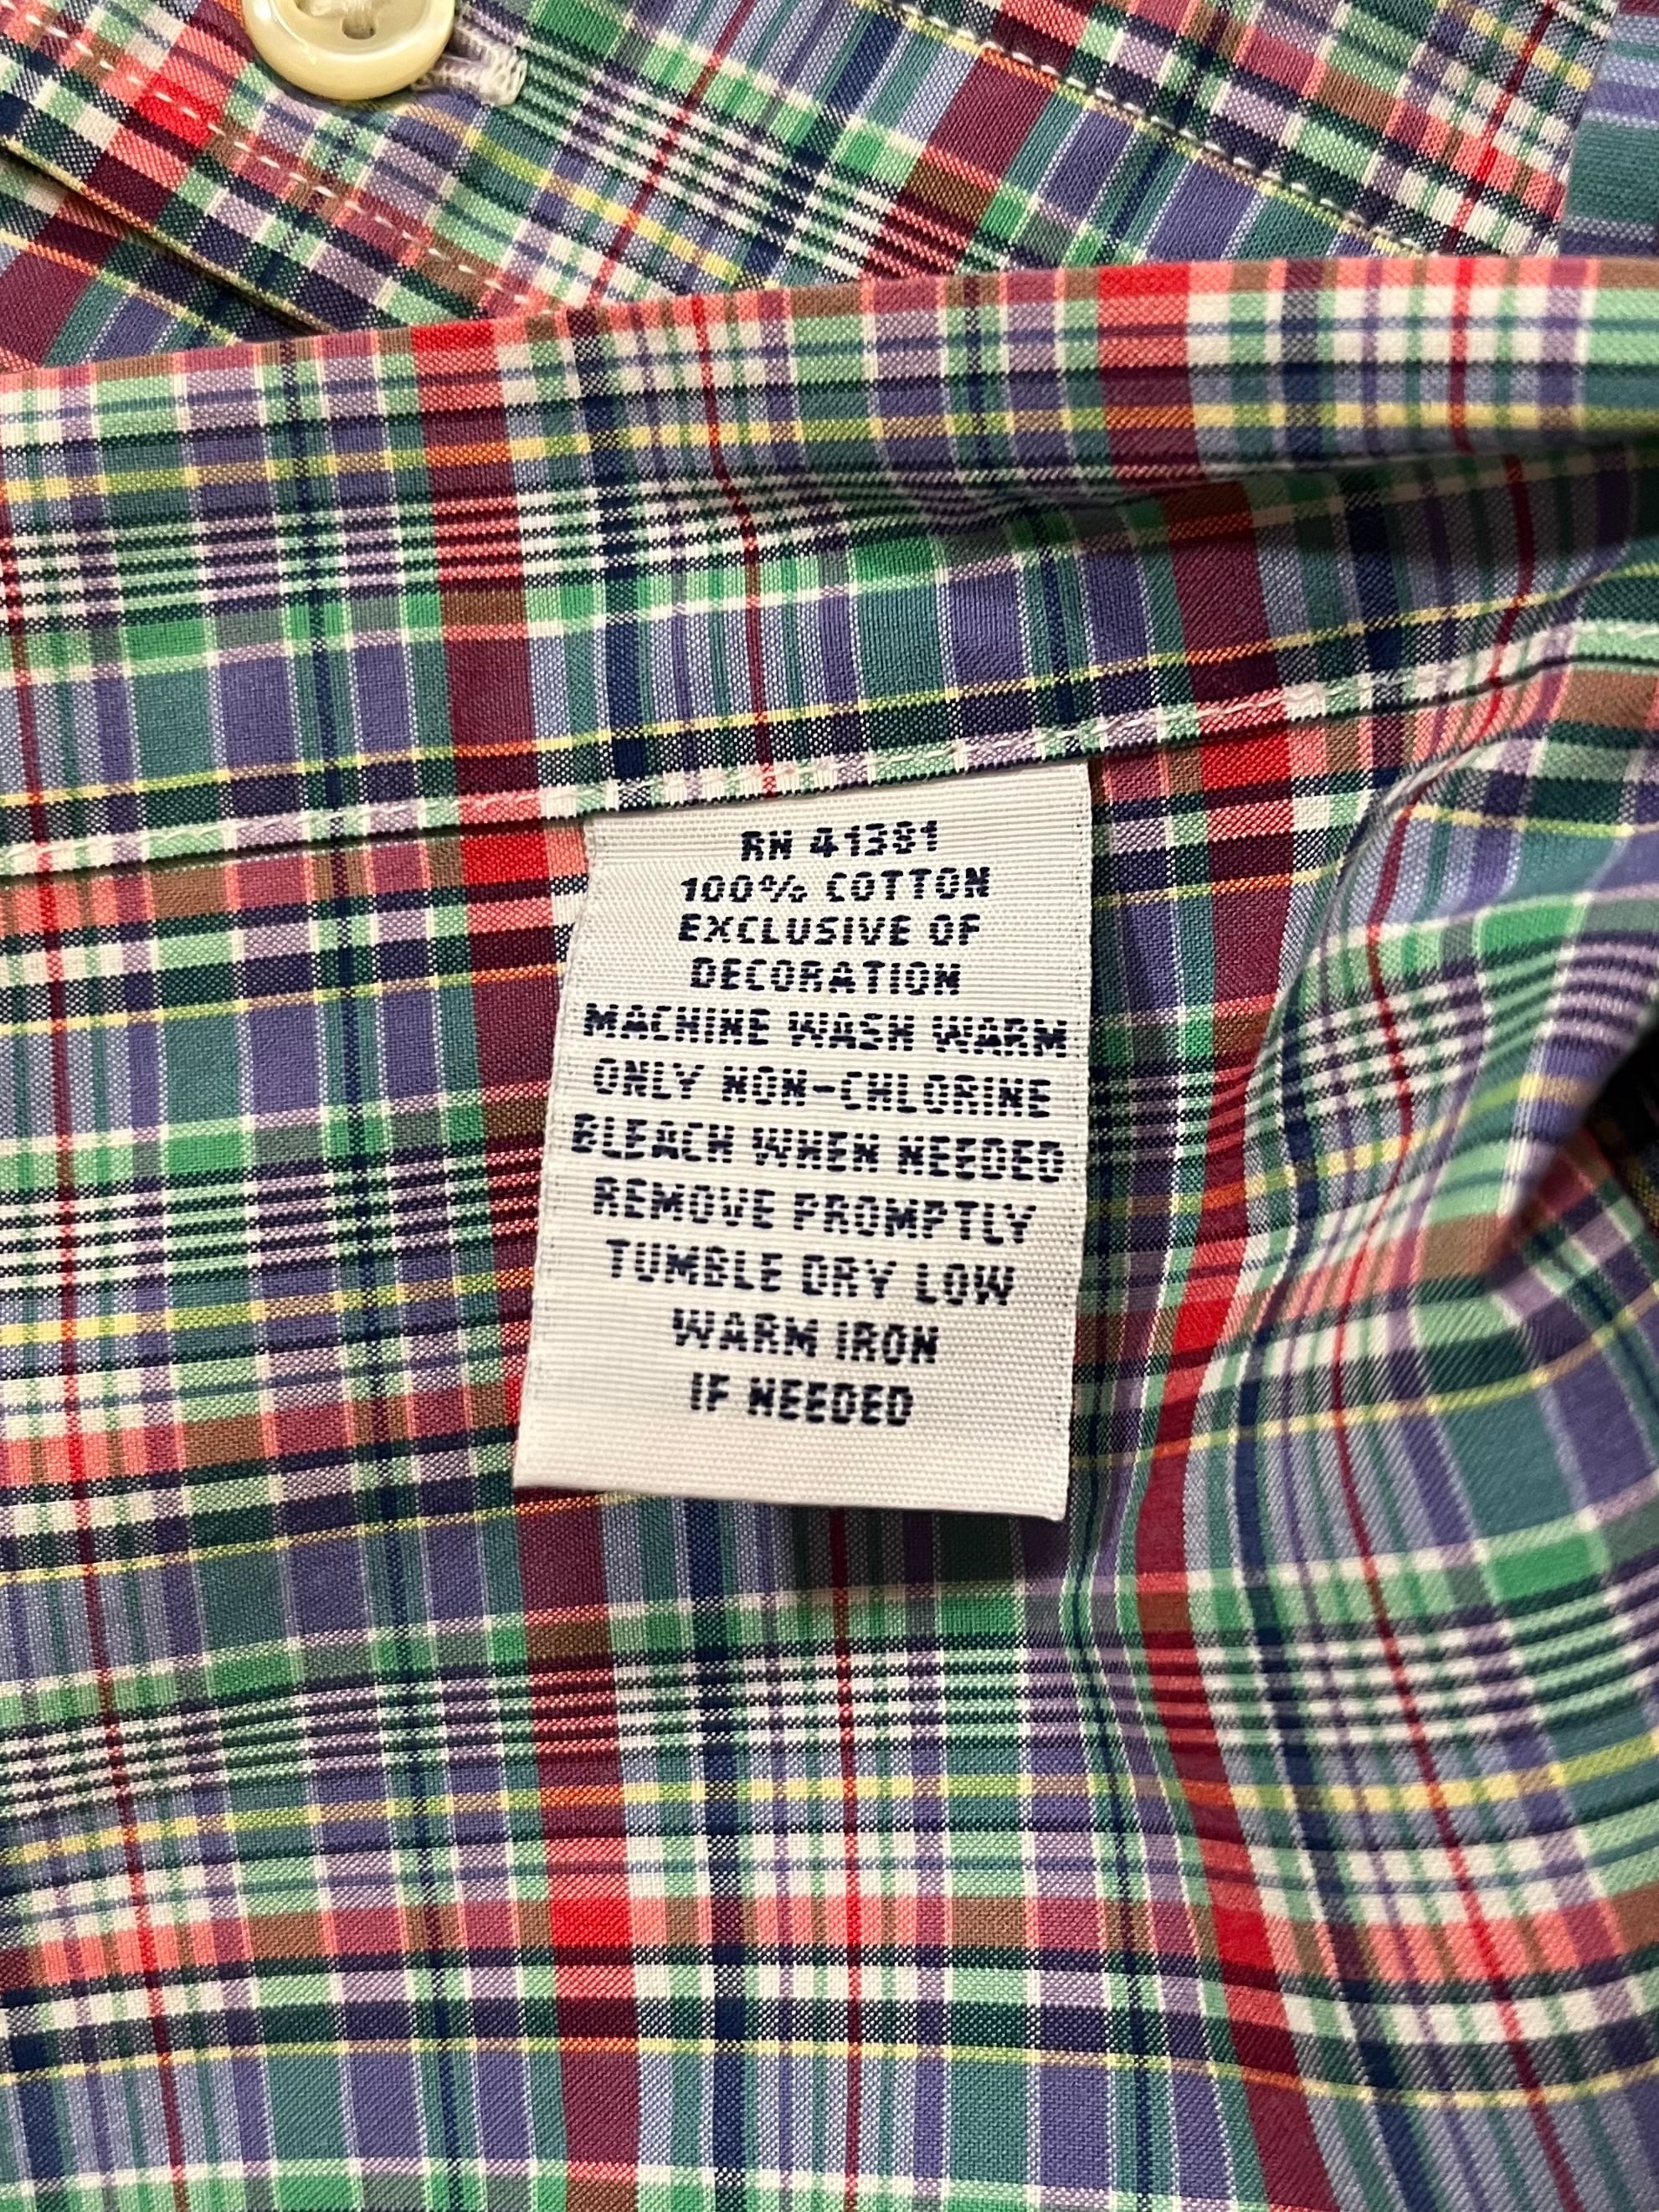 RN 41381
100% COTTON
EXCLUSIVE OF
DECORATION
MACHINE WASH WARM
ONLY NON-CHLORINE
BLEACH WHEN NEEDED
REMOVE PROMPTLY
TUMBLE DRY LOW
WARM IRON
IF NEEDED